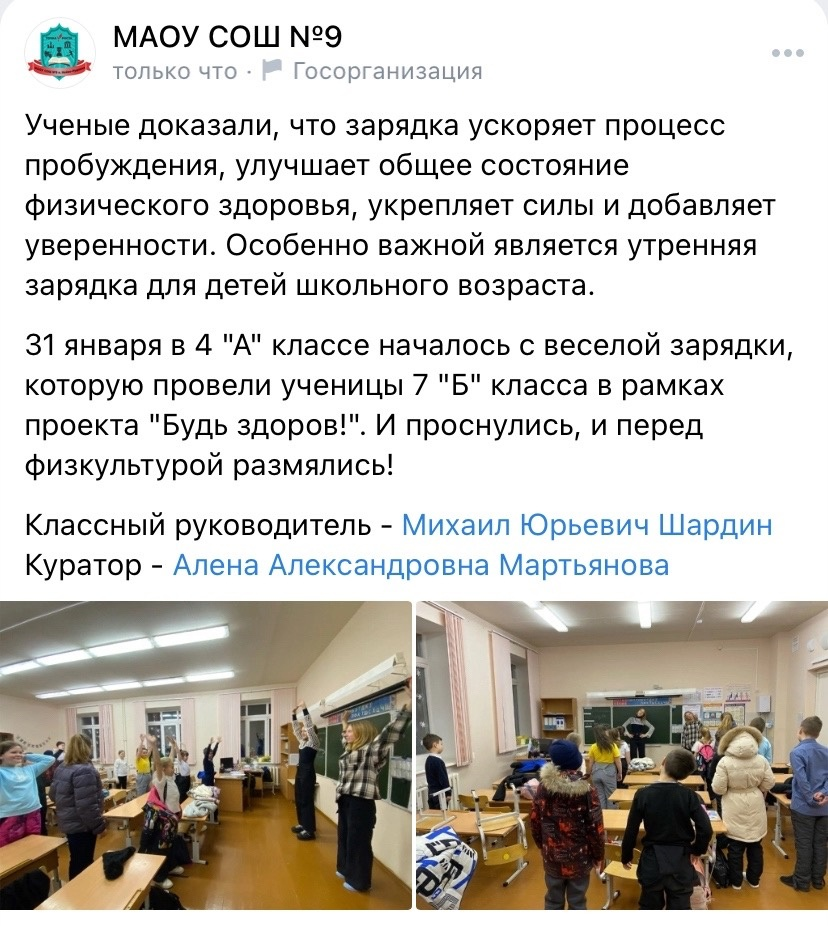 МАОУ СОШ №9
только что · Госорганизация
Ученые доказали, что зарядка ускоряет процесс
пробуждения, улучшает общее состояние
физического здоровья, укрепляет силы и добавляет
уверенности. Особенно важной является утренняя
зарядка для детей школьного возраста.
31 января в 4 "А" классе началось с веселой зарядки,
которую провели ученицы 7 "Б" класса в рамках
проекта "Будь здоров!". И проснулись, и перед
физкультурой размялись!
Классный руководитель - Михаил Юрьевич Шардин
Куратор - Алена Александровна Мартьянова